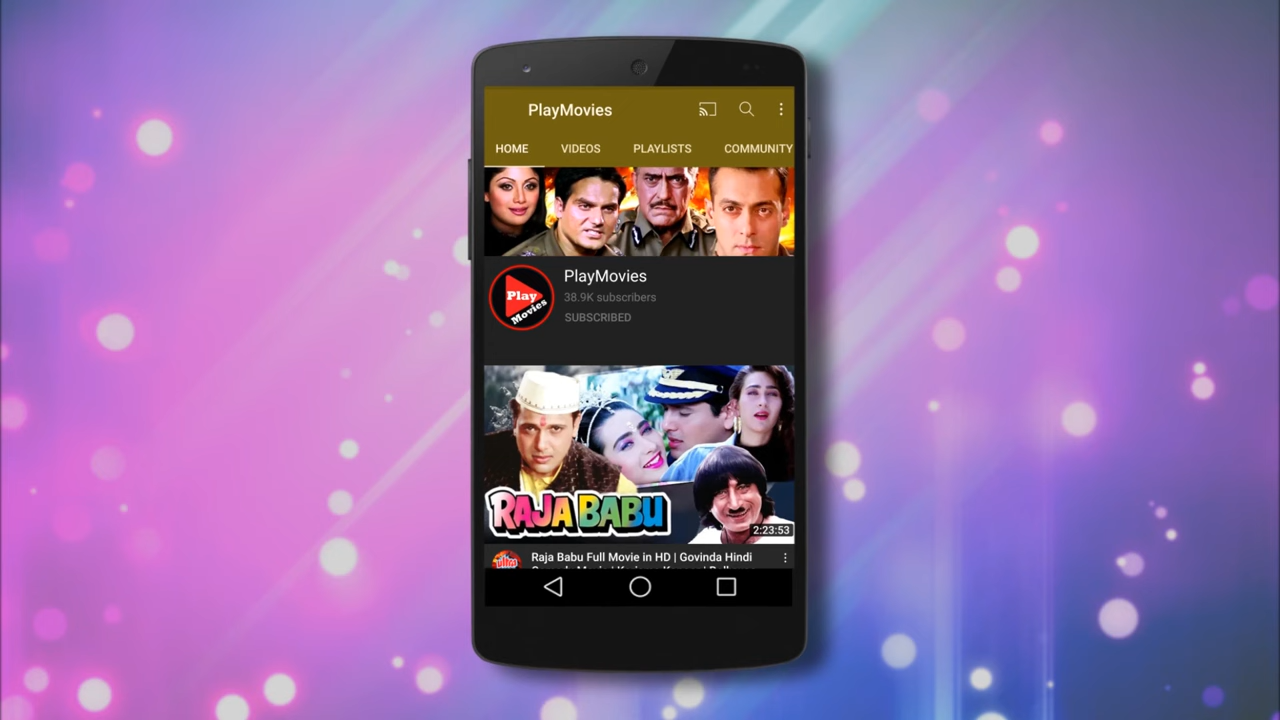 PlayMovies
HOME VIDEOS PLAYLISTS COMMUNITY
PlayMovies
38.9K subscribers
SUBSCRIBED
Play
Movies
RAJA BABU
2:23:53
ultra
Raja Babu Full Movie in HD | Govinda Hindi